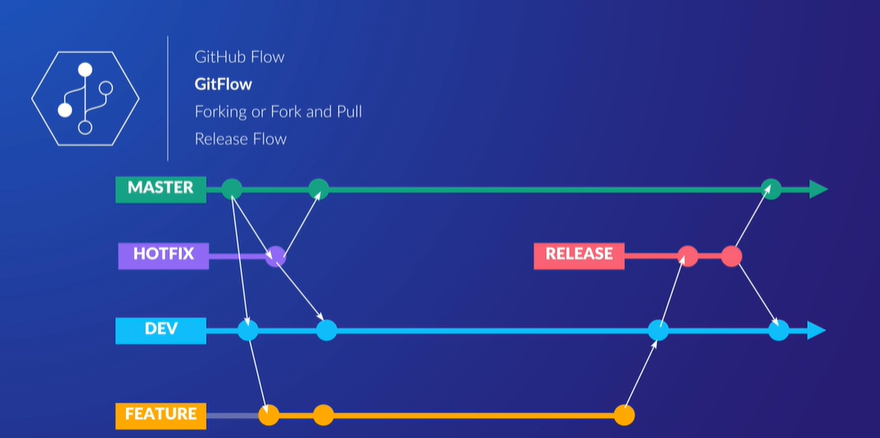 GitHub Flow
GitFlow
Forking or Fork and Pull
Release Flow
MASTER
HOTFIX
RELEASE
DEV
FEATURE